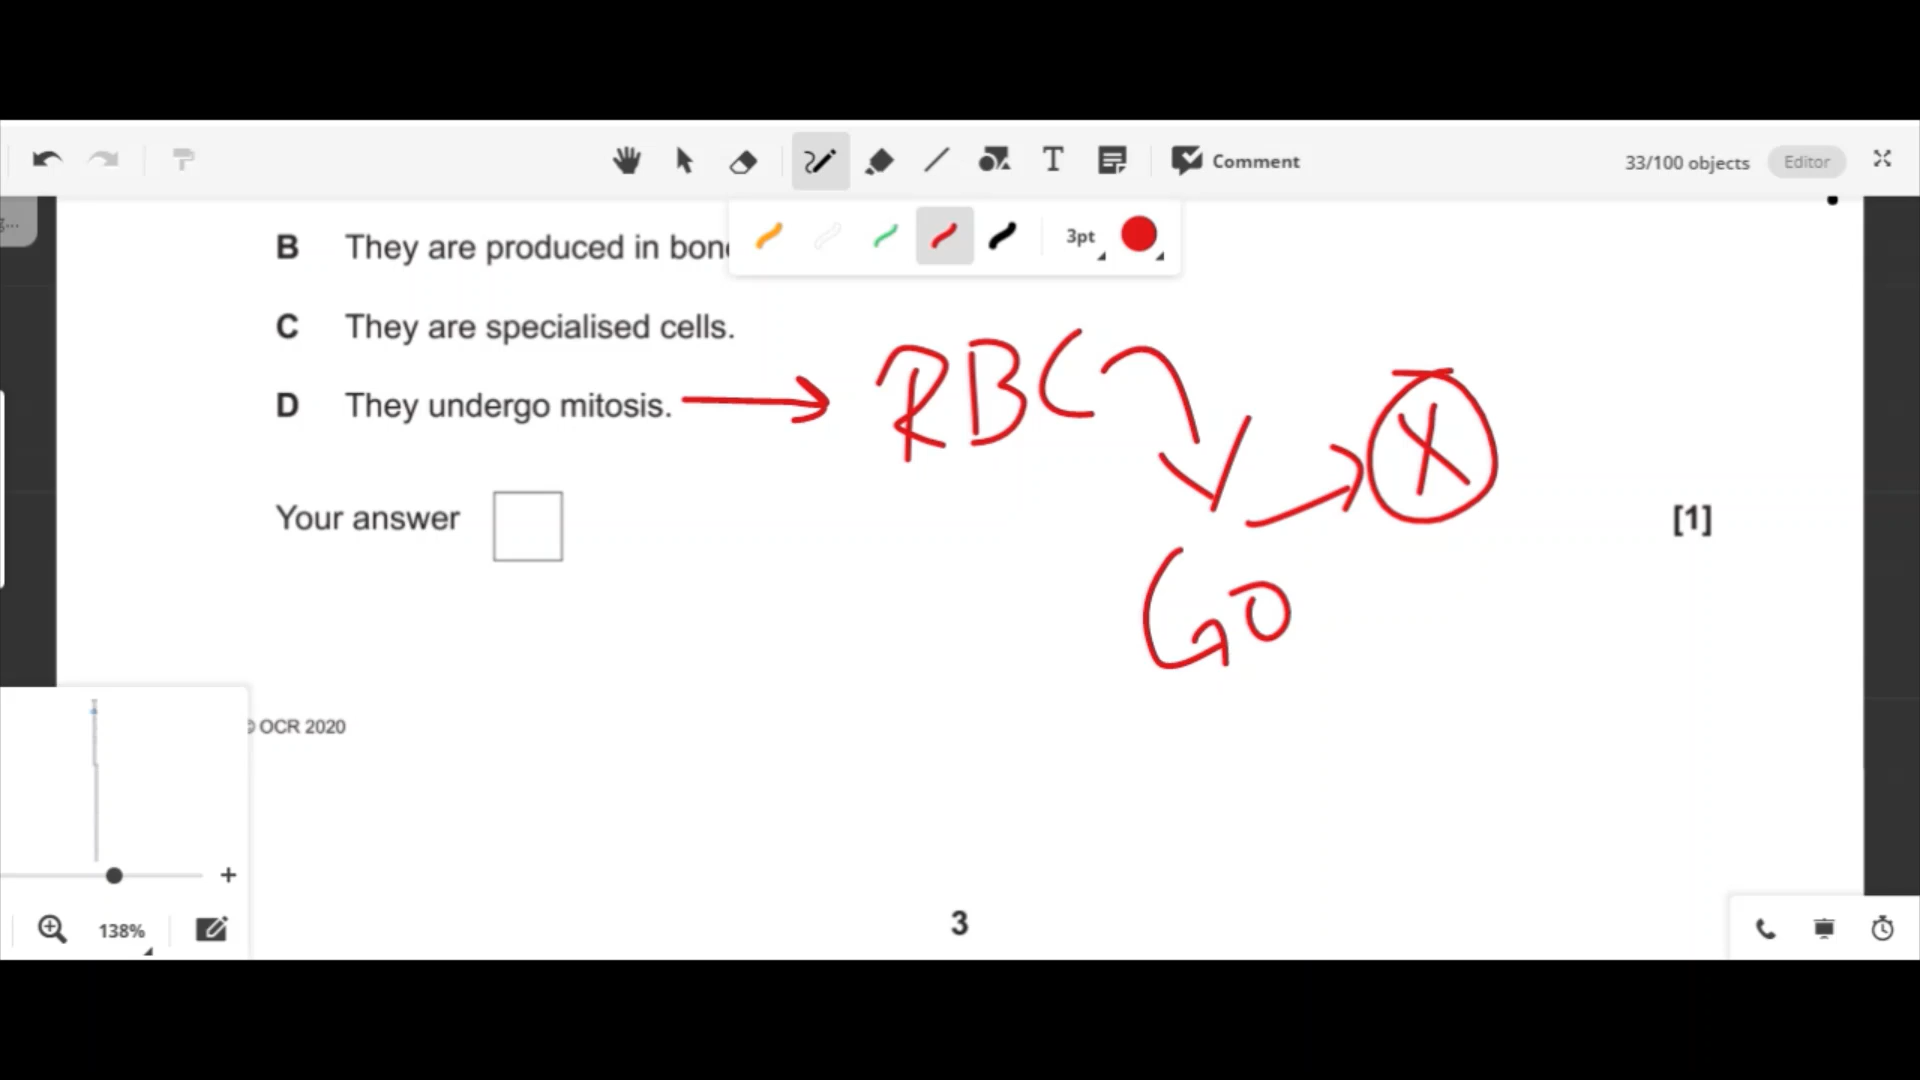 Comment
33/100 objects
Editor
g...
3pt
B They are produced in bon
C They are specialised cells.
D They undergo mitosis.
RBC
X
Your answer
[1]
G0
© OCR 2020
138%
3